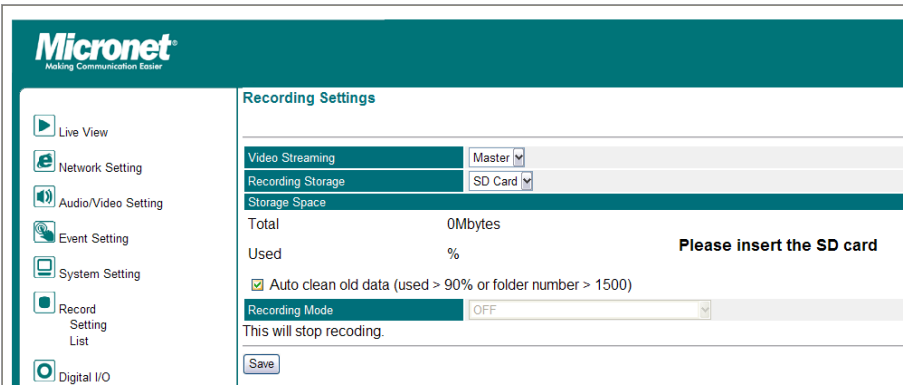 Micronet®
Making Communication Easier
Recording Settings
Live View
Network Setting
Audio/Video Setting
Event Setting
System Setting
Record
Setting
List
Digital I/O
Video Streaming Master
Recording Storage SD Card
Storage Space
Total 0Mbytes
Used %
Please insert the SD card
Auto clean old data (used > 90% or folder number > 1500)
Recording Mode OFF
This will stop recoding.
Save